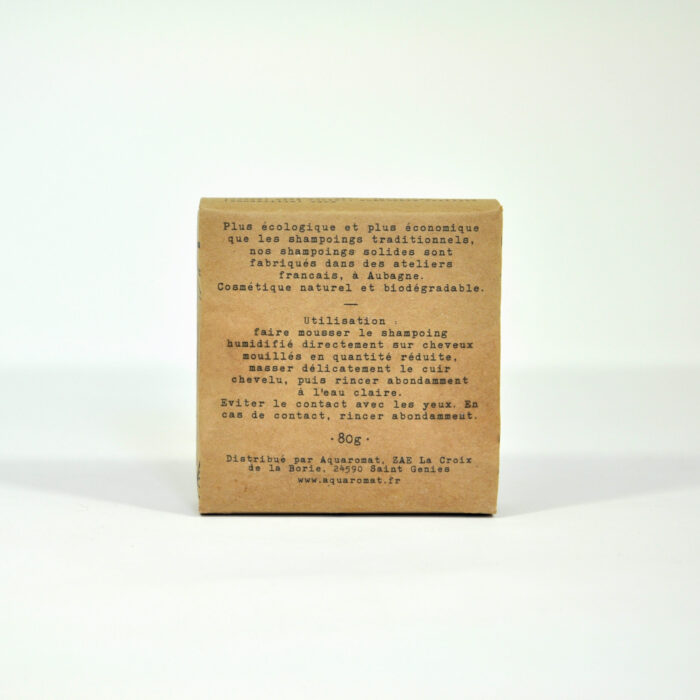 Plus écologique et plus économique
que les shampoings traditionnels,
nos shampoings solides sont
fabriqués dans des ateliers
francais, à Aubagne.
Cosmétique naturel et biodégradable.
—
Utilisation :
faire mousser le shampoing
humidifié directement sur cheveux
mouillés en quantité réduite,
masser délicatement le cuir
chevelu, puis rincer abondamment
à l'eau claire.
Eviter le contact avec les yeux. En
cas de contact, rincer abondamment.
· 80g ·
Distribué par Aquaromat, ZAE La Croix
de la Borie, 24590 Saint Genies
www.aquaromat.fr